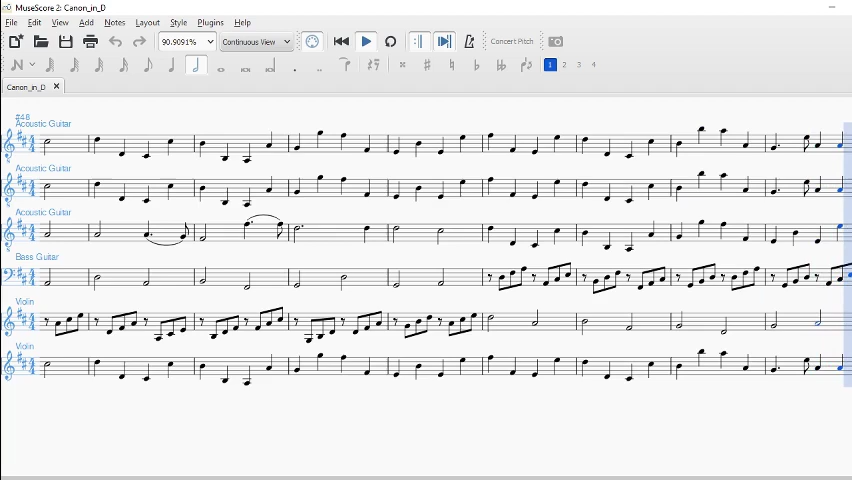 MuseScore 2: Canon_in_D
File Edit View Add Notes Layout Style Plugins Help
90.9091% Continuous View Concert Pitch
N 1 2 3 4
Canon_in_D
#48
Acoustic Guitar
Acoustic Guitar
Acoustic Guitar
Bass Guitar
Violin
Violin